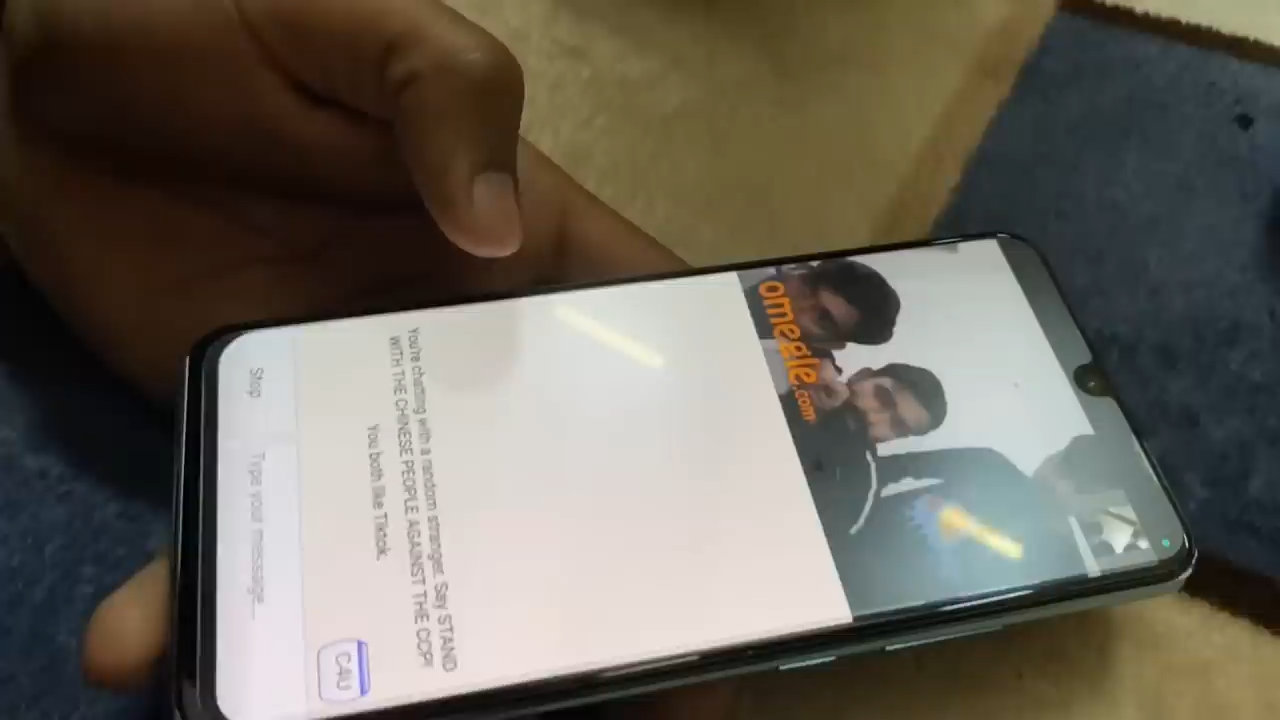 omegle.com
You're chatting with a random stranger. Say STAND
WITH THE CHINESE PEOPLE AGAINST THE CCP!
You both like Tiktok.
C4U
Stop
Type your message...